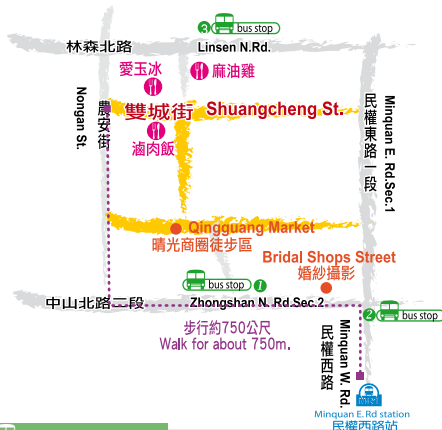 3 bus stop
林森北路 Linsen N.Rd.
愛玉冰
麻油雞
雙城街 Shuangcheng St.
滷肉飯
農安街
Nongan St.
民權東路一段
Minquan E. Rd.Sec.1
Qingguang Market
晴光商圈徒步區
Bridal Shops Street
婚紗攝影
bus stop 1
中山北路二段 Zhongshan N. Rd.Sec.2
2 bus stop
步行約750公尺
Walk for about 750m.
民權西路
Minquan W. Rd.
Minquan E. Rd station
民權西路站